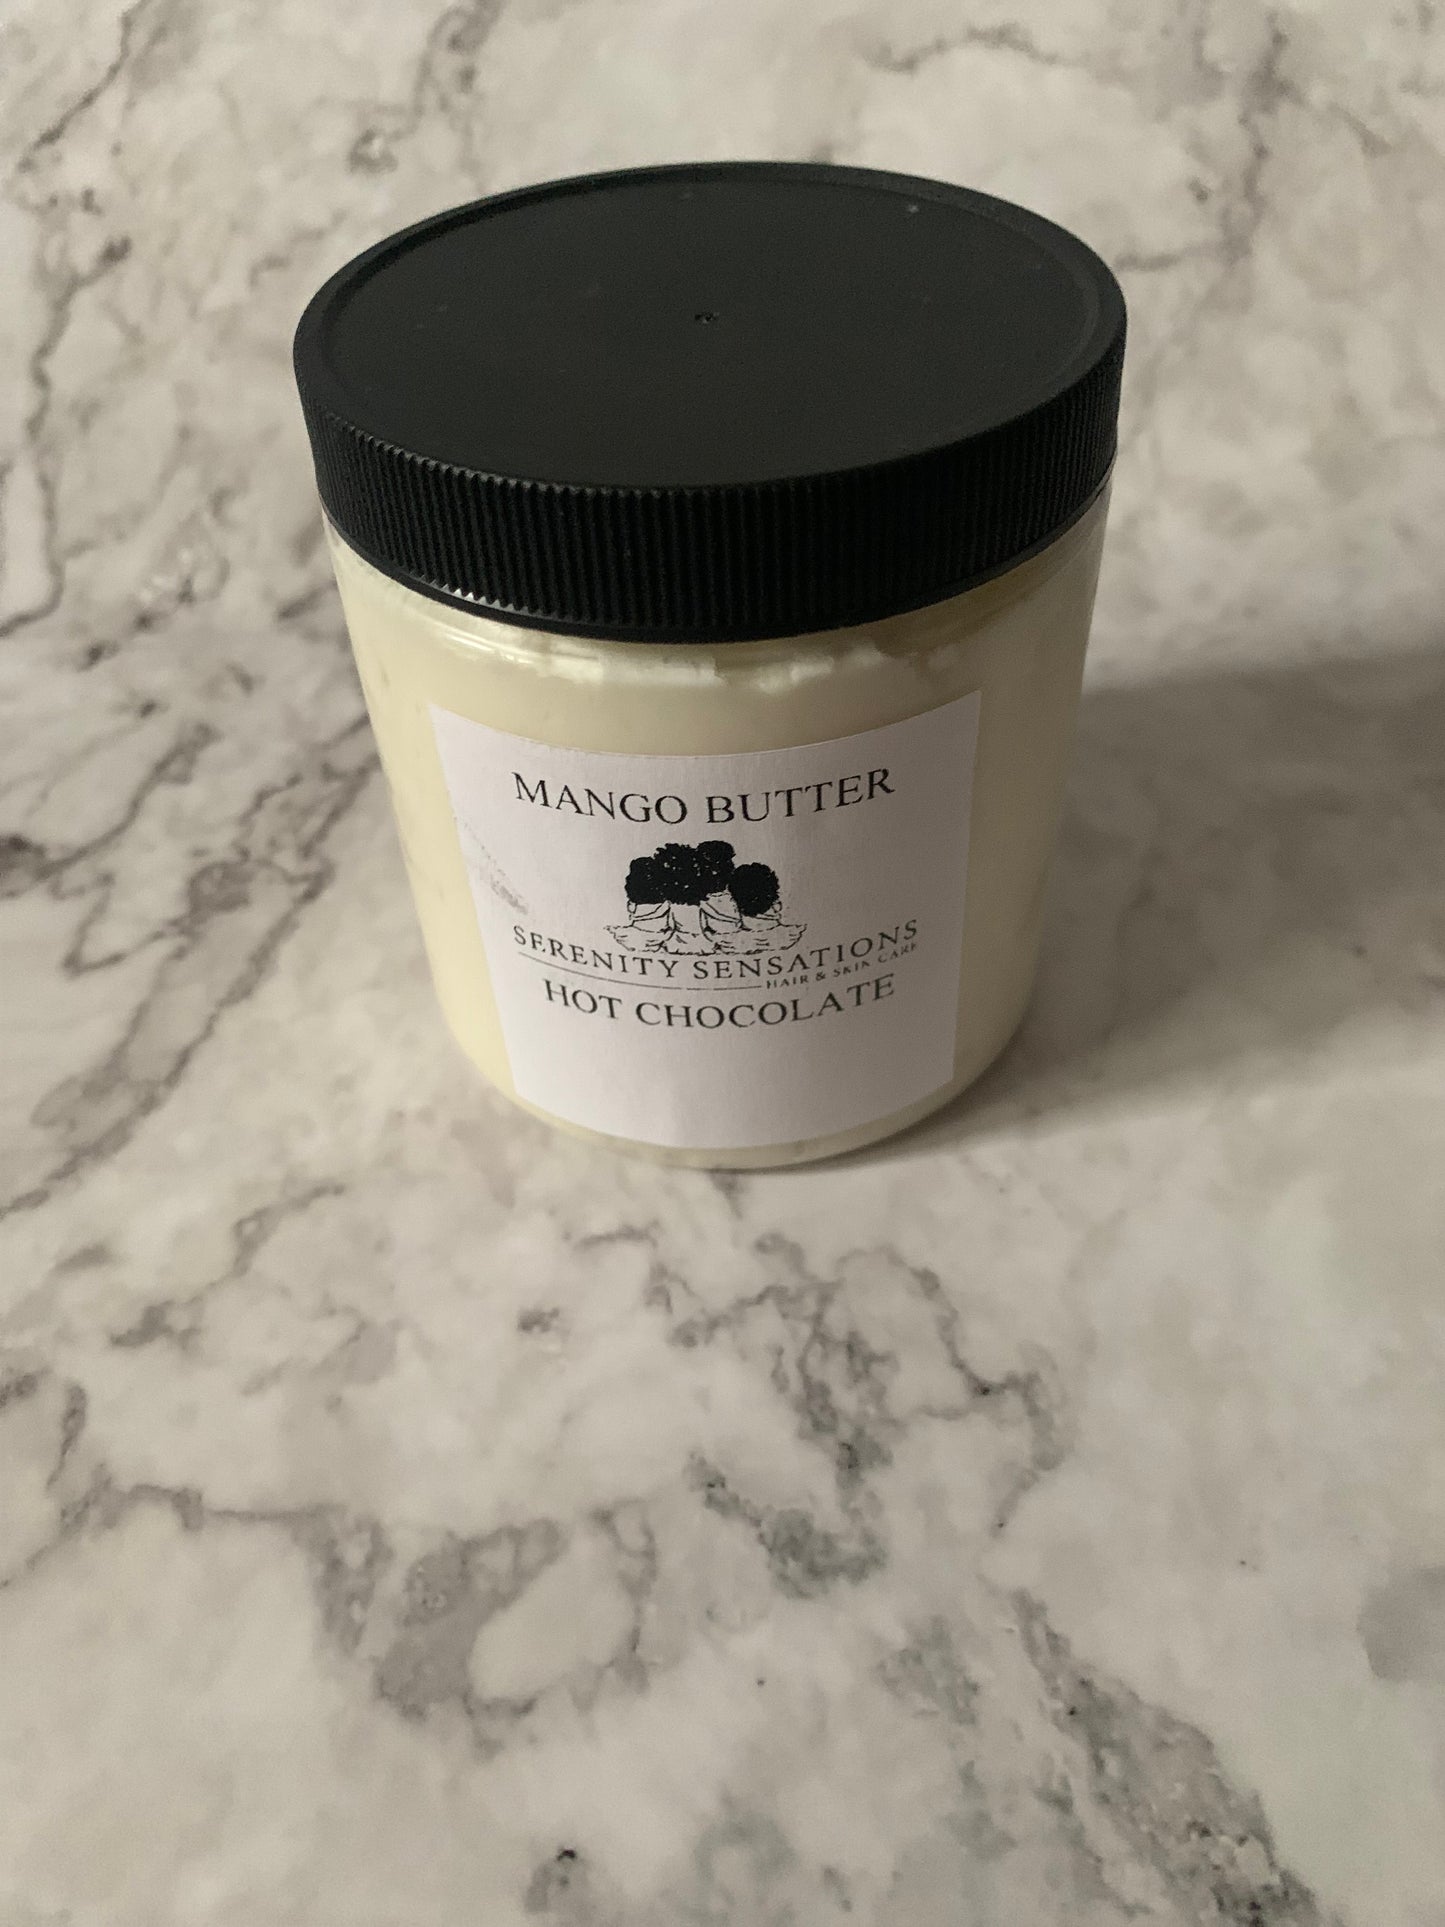 MANGO BUTTER
SERENITY SENSATIONS
HAIR & SKIN CARE
HOT CHOCOLATE